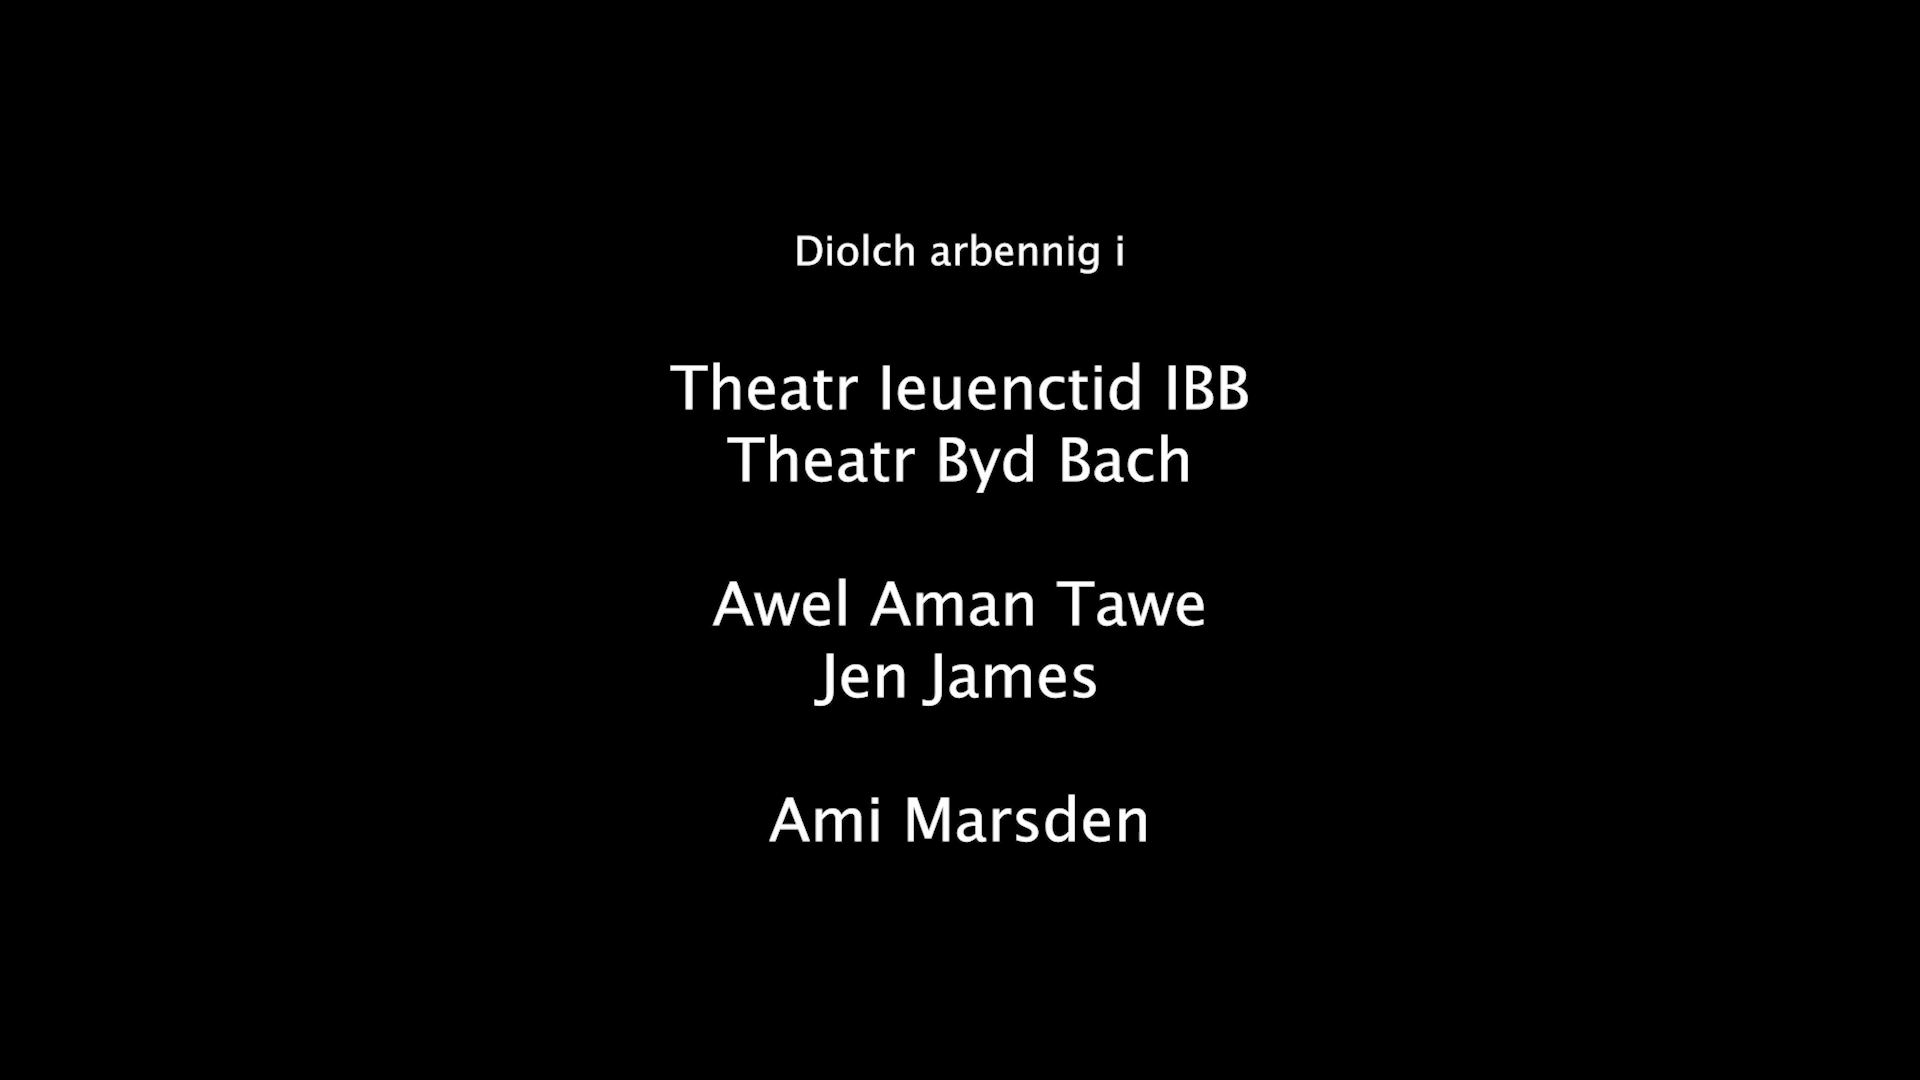 Diolch arbennig i
Theatr Ieuenctid IBB
Theatr Byd Bach
Awel Aman Tawe
Jen James
Ami Marsden